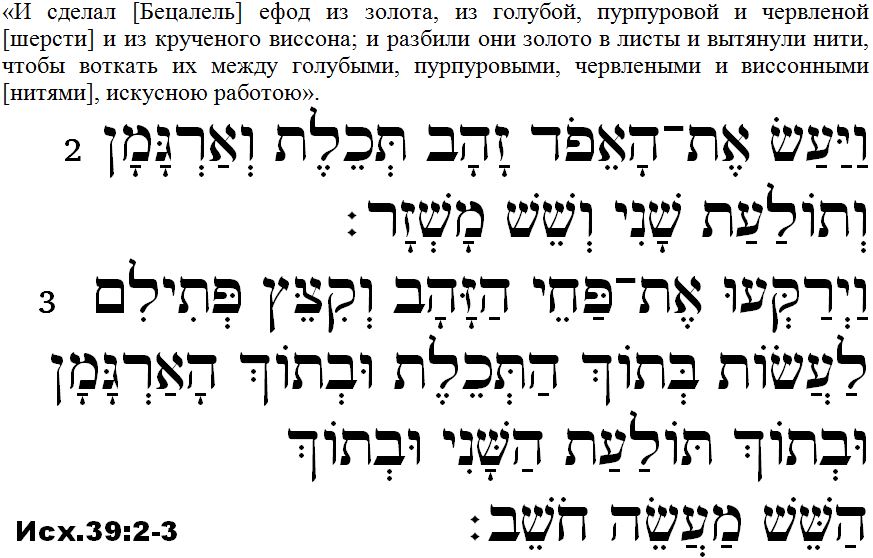 «И сделал [Бецалель] ефод из золота, из голубой, пурпуровой и червленой
[шерсти] и из крученого виссона; и разбили они золото в листы и вытянули нити,
чтобы воткать их между голубыми, пурпуровыми, червлеными и виссонными
[нитями], искусною работою».
2 וַיַּעַשׂ אֶת־הָאֵפֹד זָהָב תְּכֵלֶת וְאַרְגָּמָן
וְתוֹלַעַת שָׁנִי וְשֵׁשׁ מָשְׁזָר׃
3 וַיְרַקְּעוּ אֶת־פַּחֵי הַזָּהָב וְקִצֵּץ פְּתִילִם
לַעֲשׂוֹת בְּתוֹךְ הַתְּכֵלֶת וּבְתוֹךְ הָאַרְגָּמָן
וּבְתוֹךְ תּוֹלַעַת הַשָּׁנִי וּבְתוֹךְ
הַשֵּׁשׁ מַעֲשֵׂה חֹשֵׁב׃
Исх.39:2-3